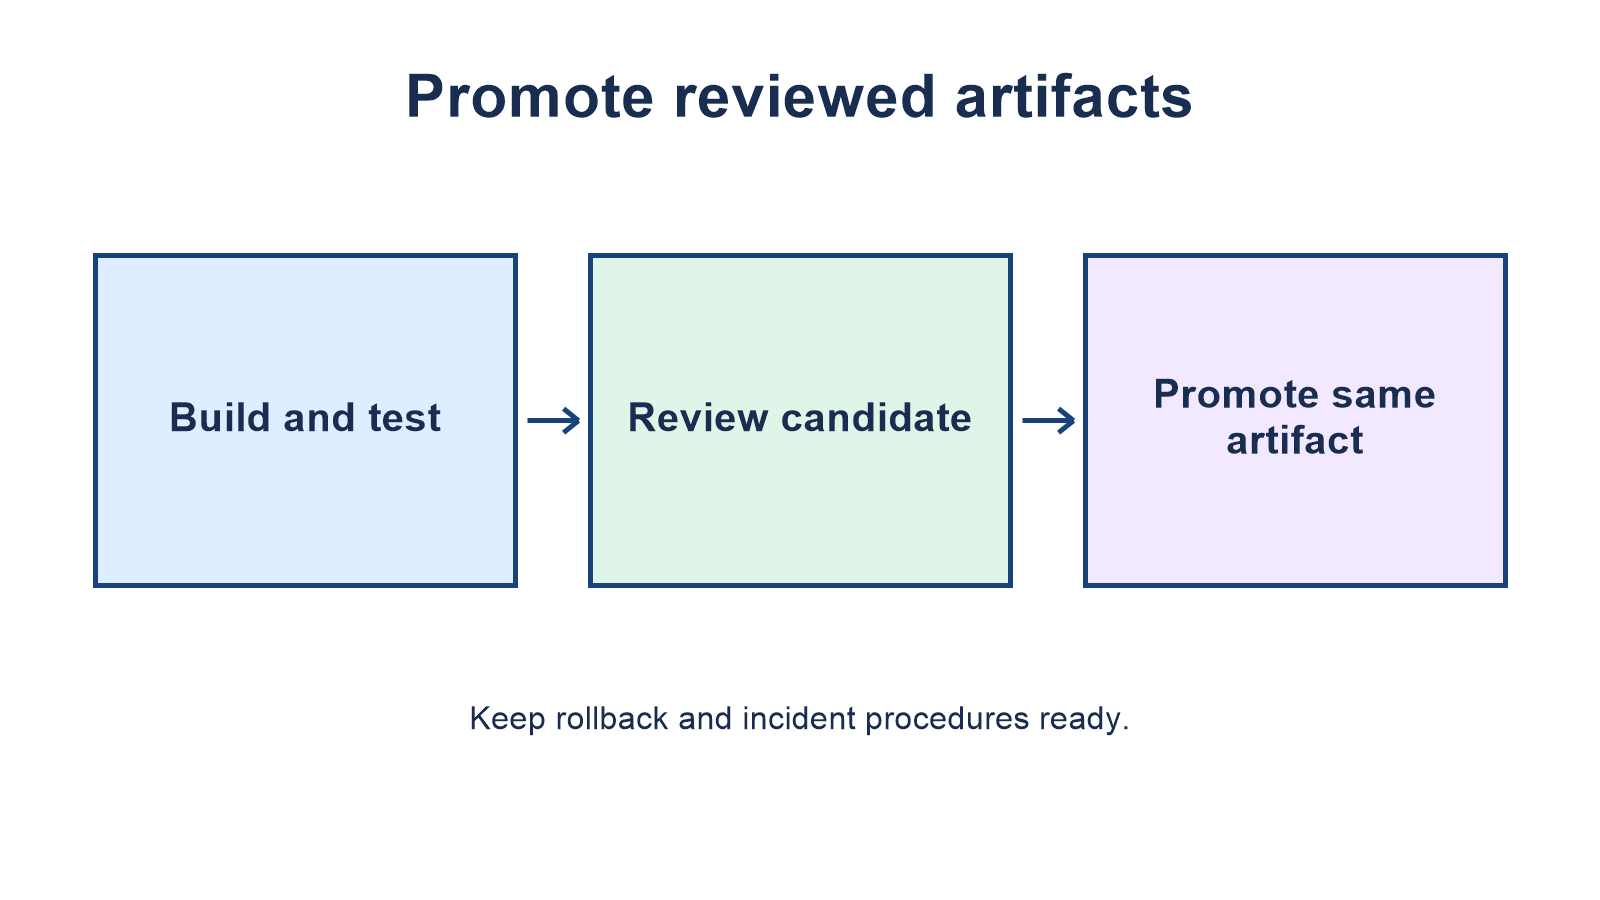 Promote reviewed artifacts
Build and test
Review candidate
Promote same
artifact
Keep rollback and incident procedures ready.